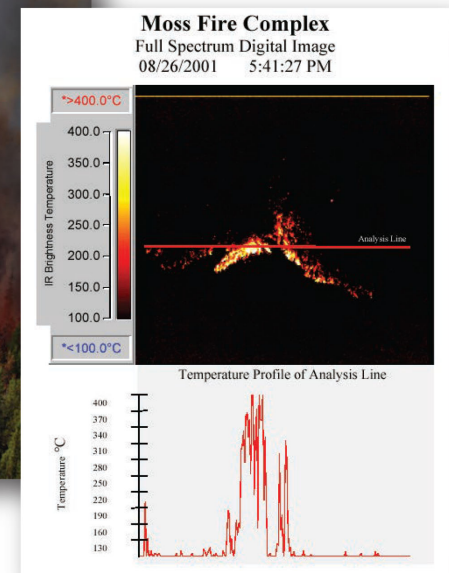 Moss Fire Complex
Full Spectrum Digital Image
08/26/2001 5:41:27 PM
*>400.0°C
400.0
350.0
300.0
250.0
200.0
150.0
100.0
IR Brightness Temperature
*<100.0°C
Analysis Line
Temperature Profile of Analysis Line
Temperature °C
400
370
340
310
280
250
220
190
160
130